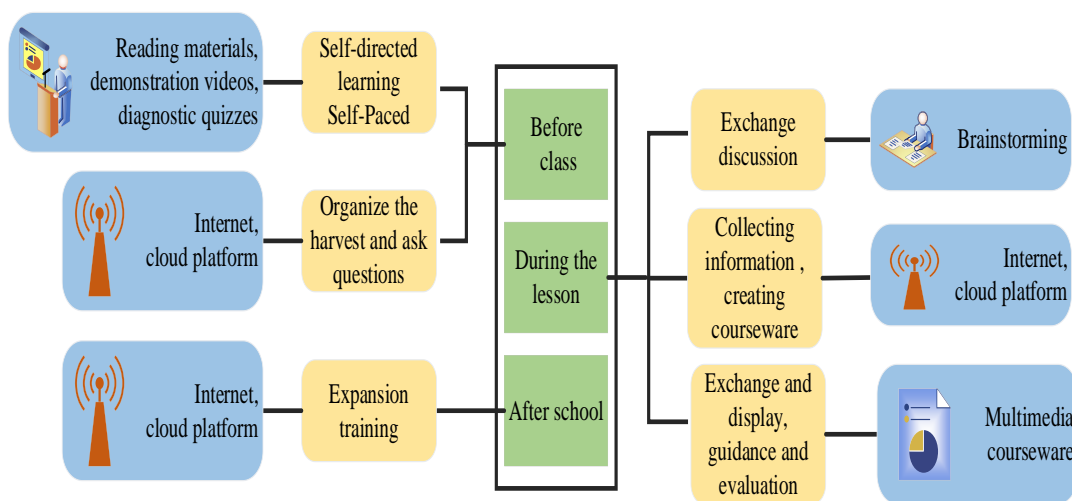 Reading materials,
demonstration videos,
diagnostic quizzes
Self-directed
learning
Self-Paced
Internet,
cloud platform
Organize the
harvest and ask
questions
Internet,
cloud platform
Expansion
training
Before
class
During the
lesson
After school
Exchange
discussion
Brainstorming
Collecting
information ,
creating
courseware
Internet,
cloud platform
Exchange and
display,
guidance and
evaluation
Multimedia
courseware